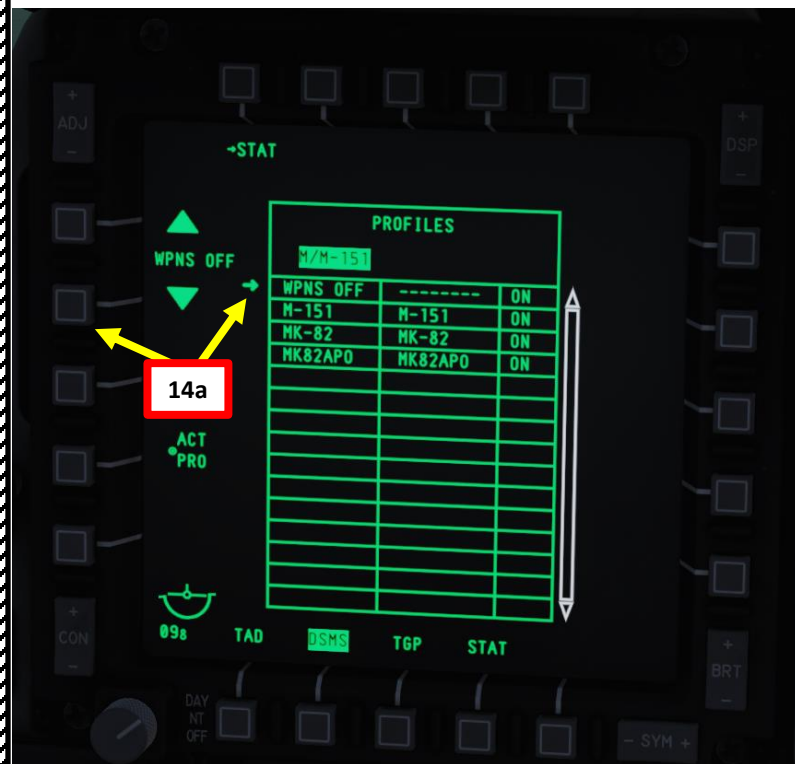 +
ADJ
-
+
DSP
-
→STAT
PROFILES
M/M-151
WPNS OFF
WPNS OFF -------- ON
M-151 M-151 ON
MK-82 MK-82 ON
MK82APO MK82APO ON
14a
ACT
PRO
098 TAD DSMS TGP STAT
+
CON
-
+
BRT
-
DAY
NT
OFF
- SYM +